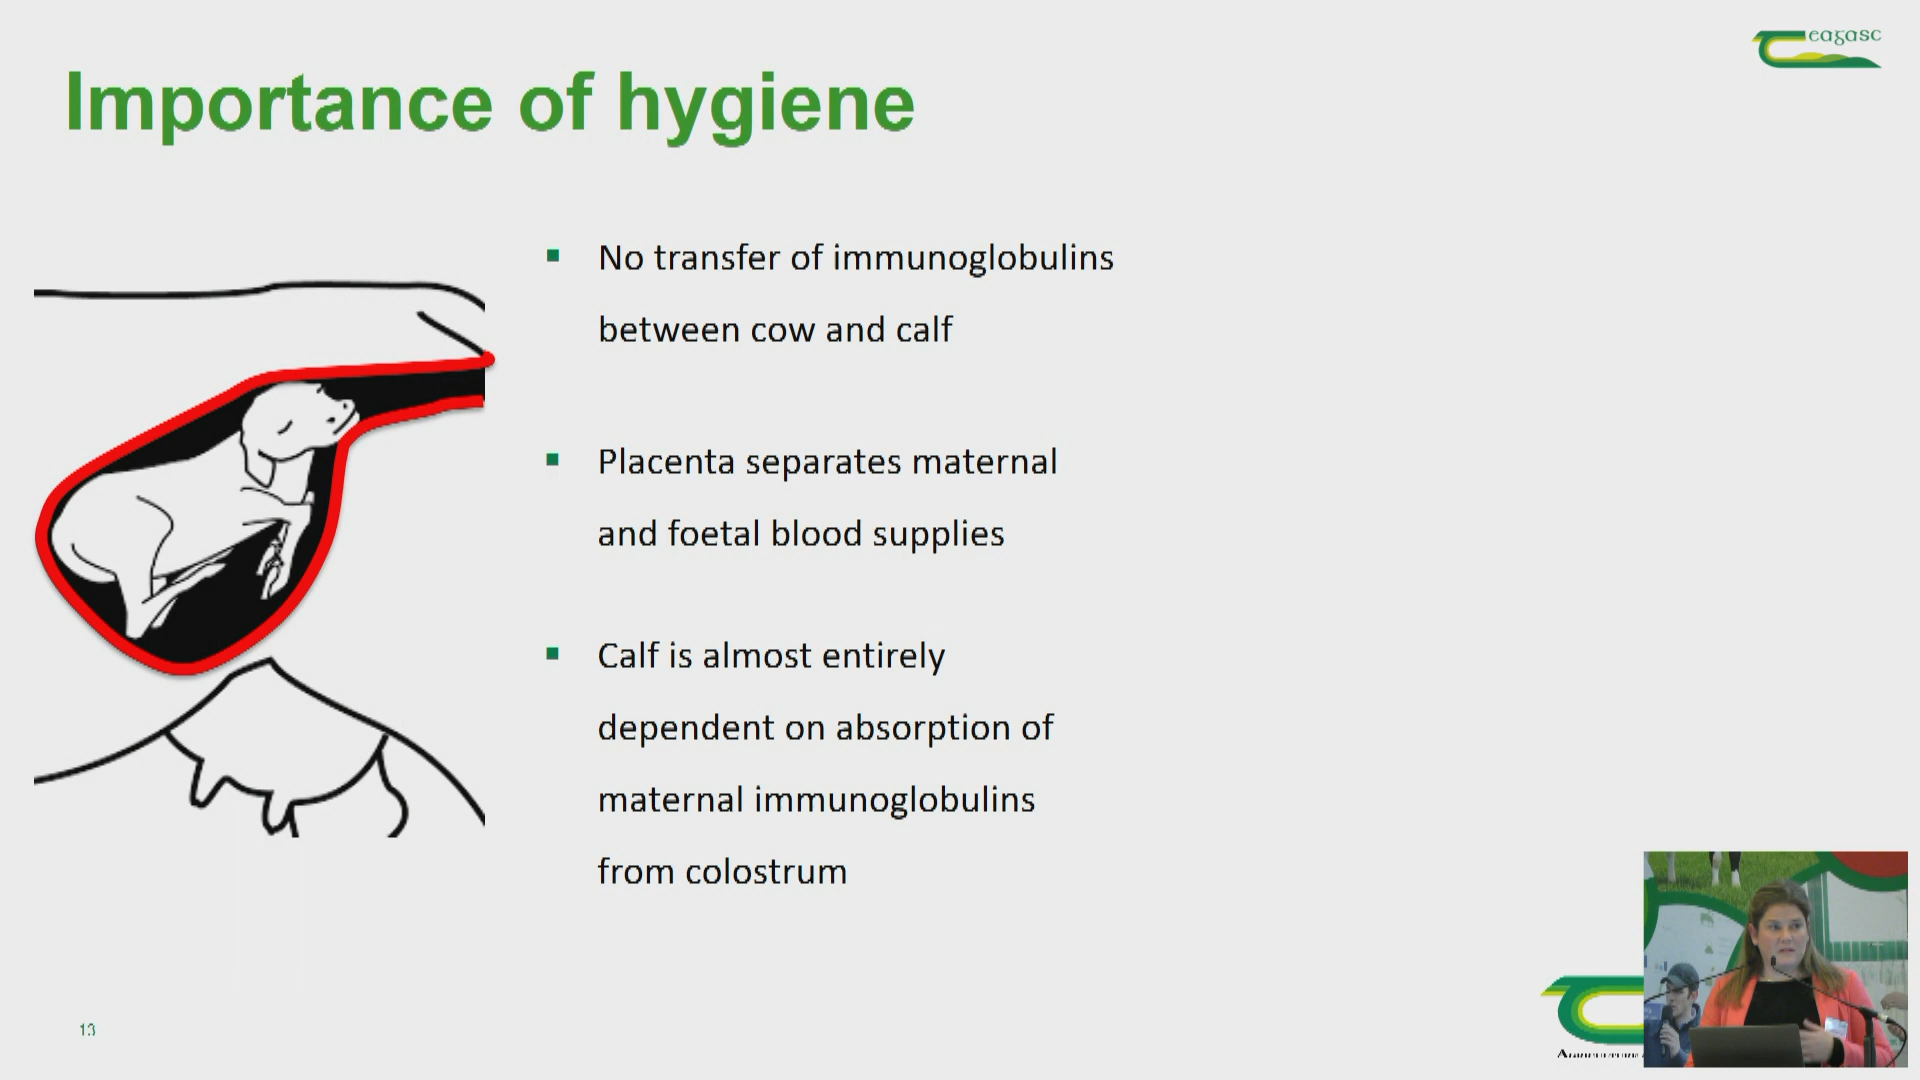 eagasc
Importance of hygiene
No transfer of immunoglobulins
between cow and calf
Placenta separates maternal
and foetal blood supplies
Calf is almost entirely
dependent on absorption of
maternal immunoglobulins
from colostrum
13